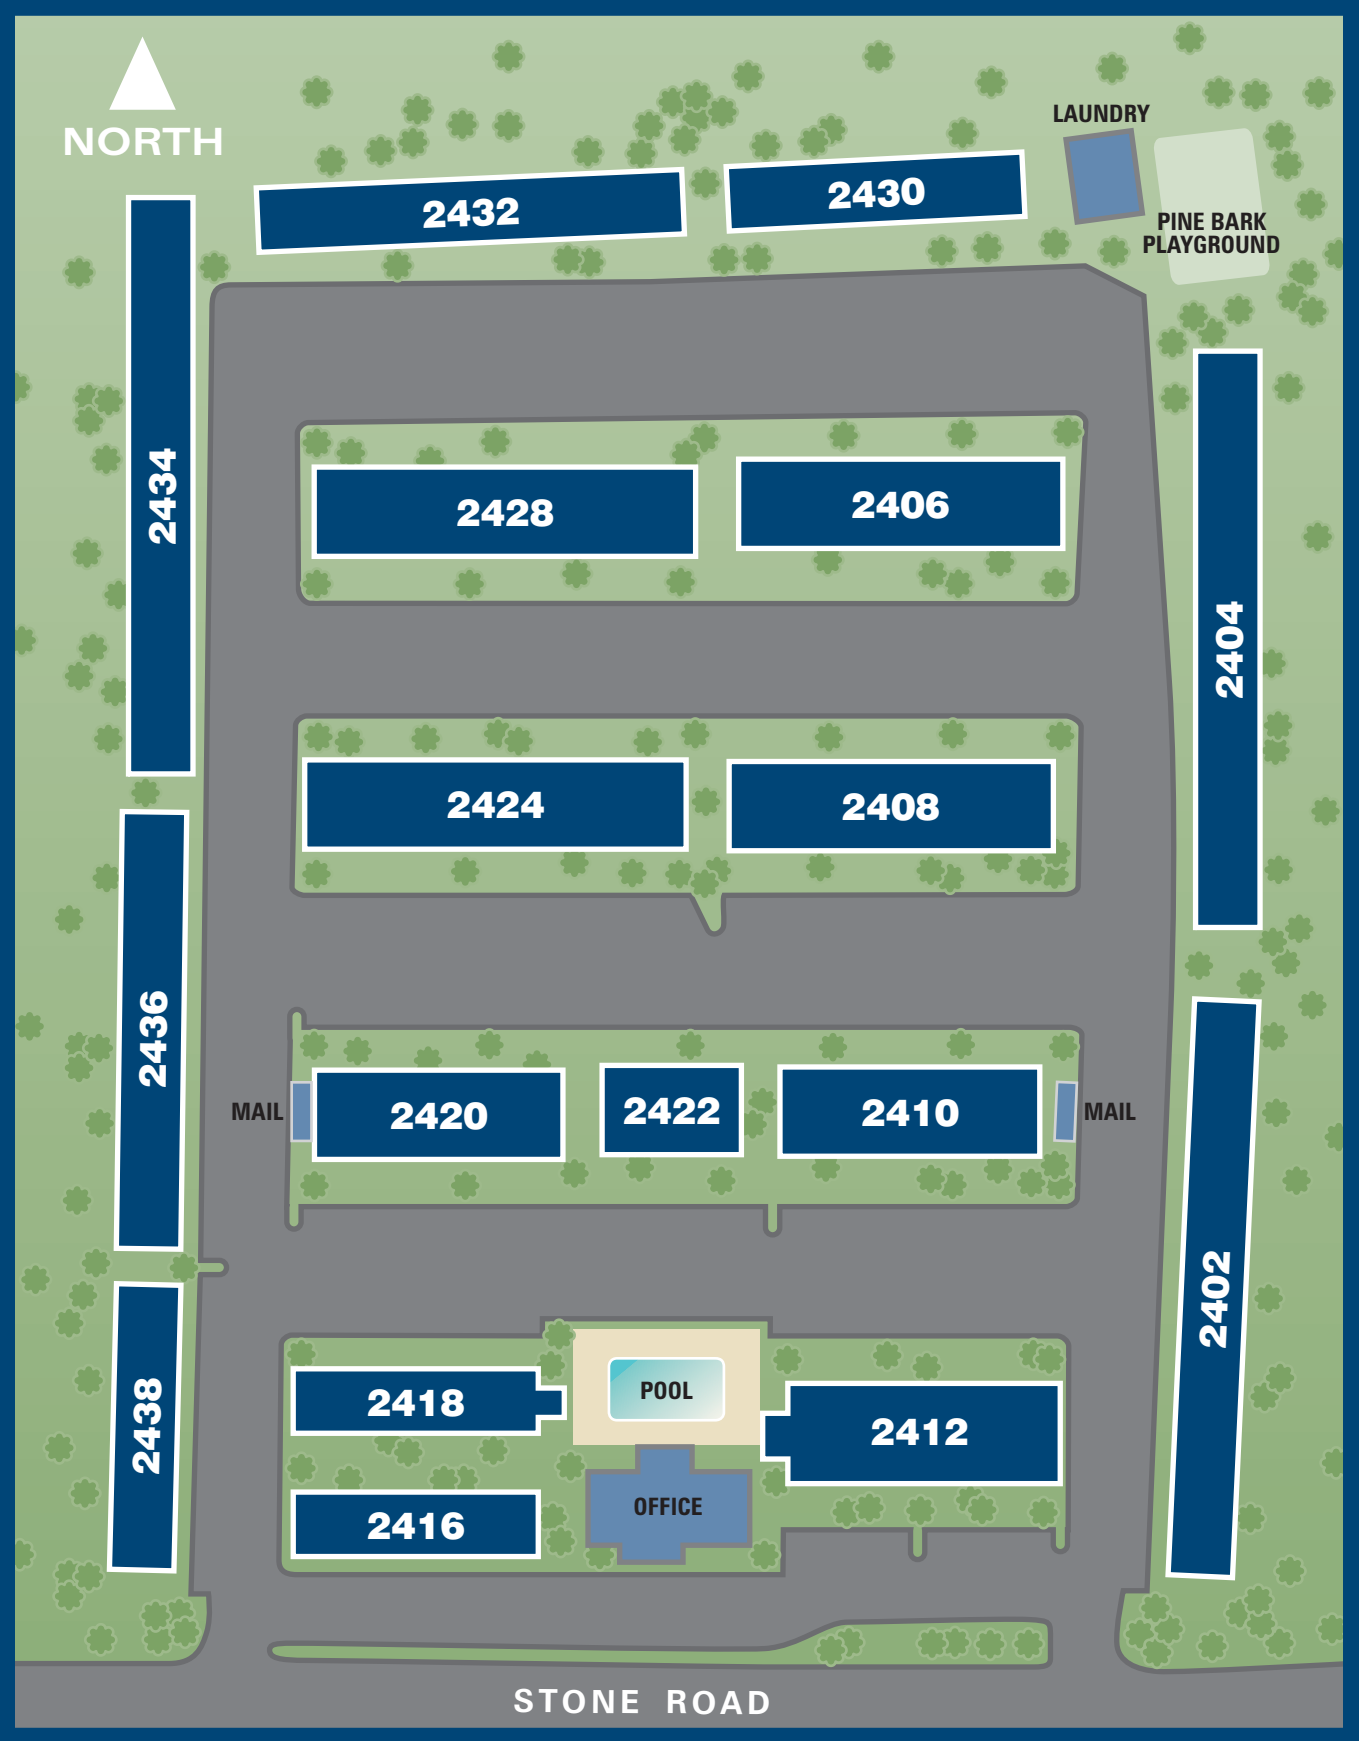 NORTH
LAUNDRY
2432
2430
PINE BARK
PLAYGROUND
2434
2428
2406
2404
2424
2408
2436
MAIL
2420
2422
2410
MAIL
2402
2438
2418
POOL
2412
2416
OFFICE
STONE ROAD